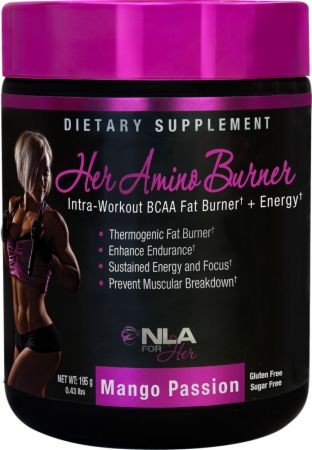 DIETARY SUPPLEMENT
Her Amino Burner
Intra-Workout BCAA Fat Burner† + Energy†
• Thermogenic Fat Burner†
• Enhance Endurance†
• Sustained Energy and Focus†
• Prevent Muscular Breakdown†
NLA
FOR Her
NET WT: 195 g
0.43 lbs
Mango Passion
Gluten Free
Sugar Free